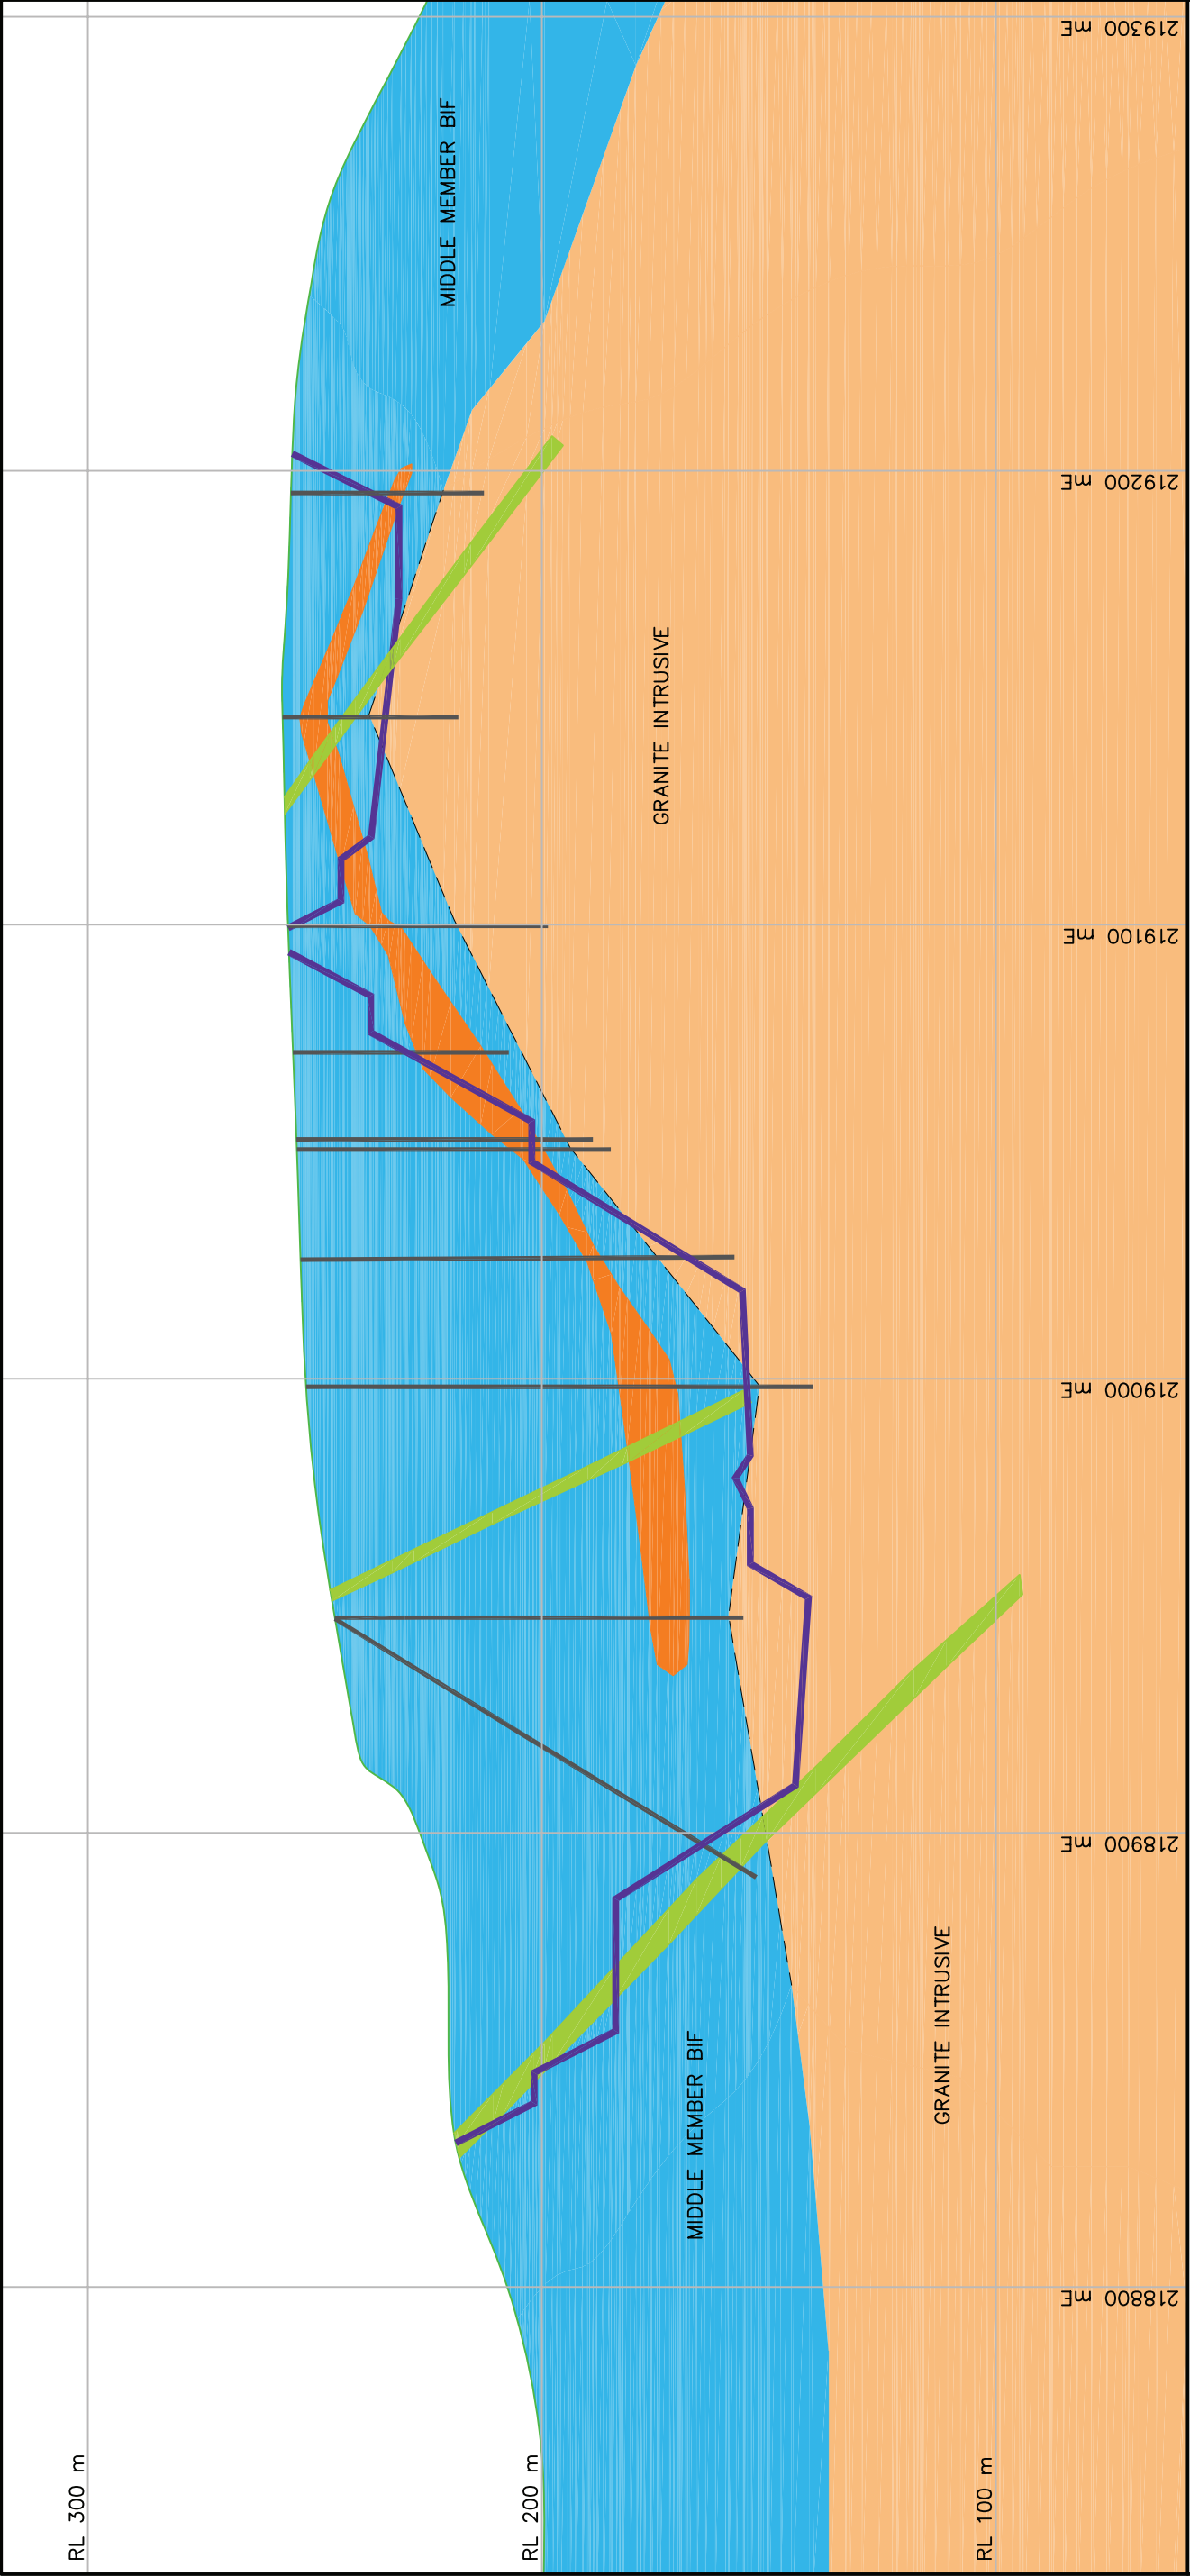 RL 300 m
RL 200 m
RL 100 m
MIDDLE MEMBER BIF
GRANITE INTRUSIVE
GRANITE INTRUSIVE
MIDDLE MEMBER BIF
218800 mE
218900 mE
219000 mE
219100 mE
219200 mE
219300 mE